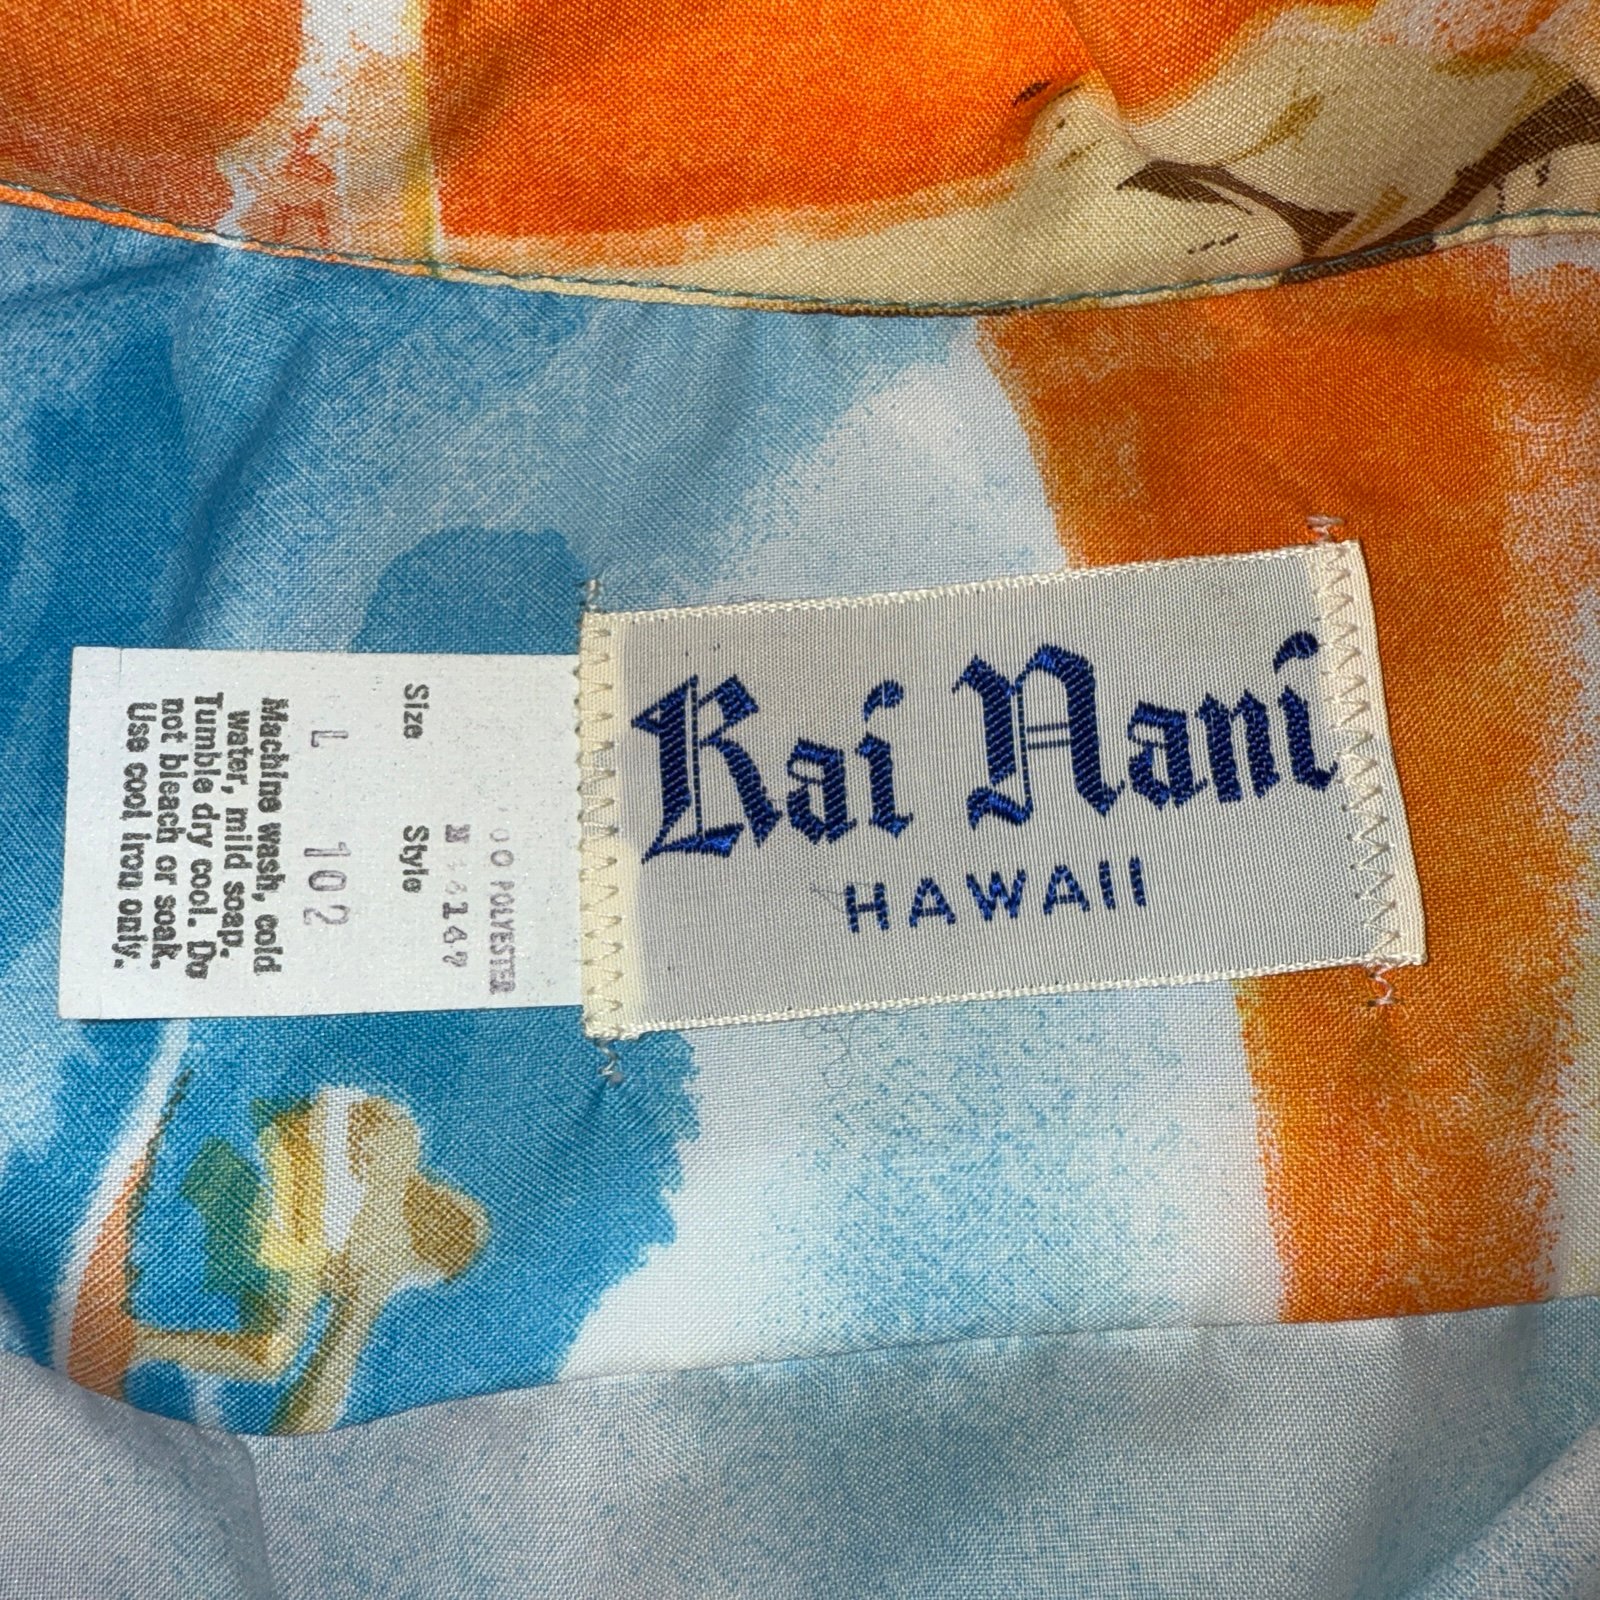 Kai Nani
HAWAII
POLYESTER
Size Style
L 102
Machine wash, cold
water, mild soap.
Tumble dry cool. Do
not bleach or soak.
Use cool iron only.